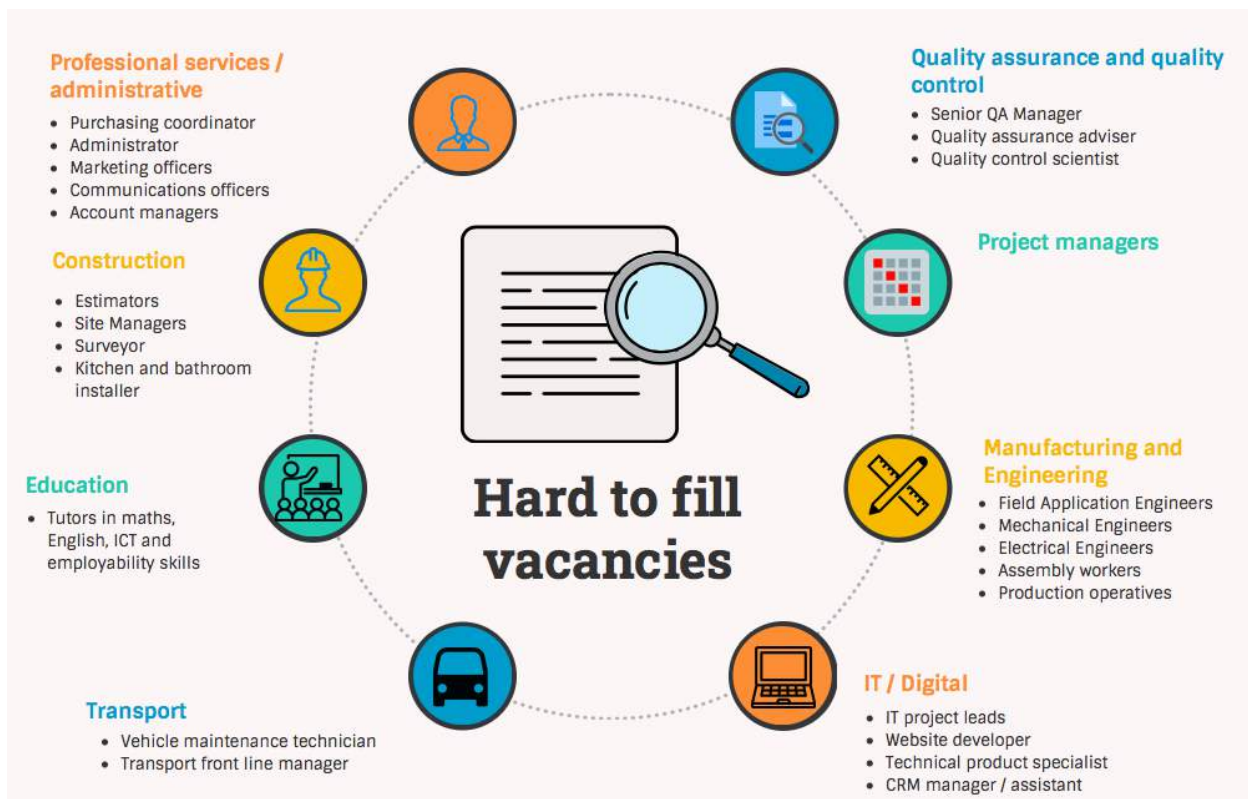 Professional services /
administrative
• Purchasing coordinator
• Administrator
• Marketing officers
• Communications officers
• Account managers
Construction
• Estimators
• Site Managers
• Surveyor
• Kitchen and bathroom
installer
Education
• Tutors in maths,
English, ICT and
employability skills
Transport
• Vehicle maintenance technician
• Transport front line manager
Hard to fill
vacancies
Quality assurance and quality
control
• Senior QA Manager
• Quality assurance adviser
• Quality control scientist
Project managers
Manufacturing and
Engineering
• Field Application Engineers
• Mechanical Engineers
• Electrical Engineers
• Assembly workers
• Production operatives
IT / Digital
• IT project leads
• Website developer
• Technical product specialist
• CRM manager / assistant